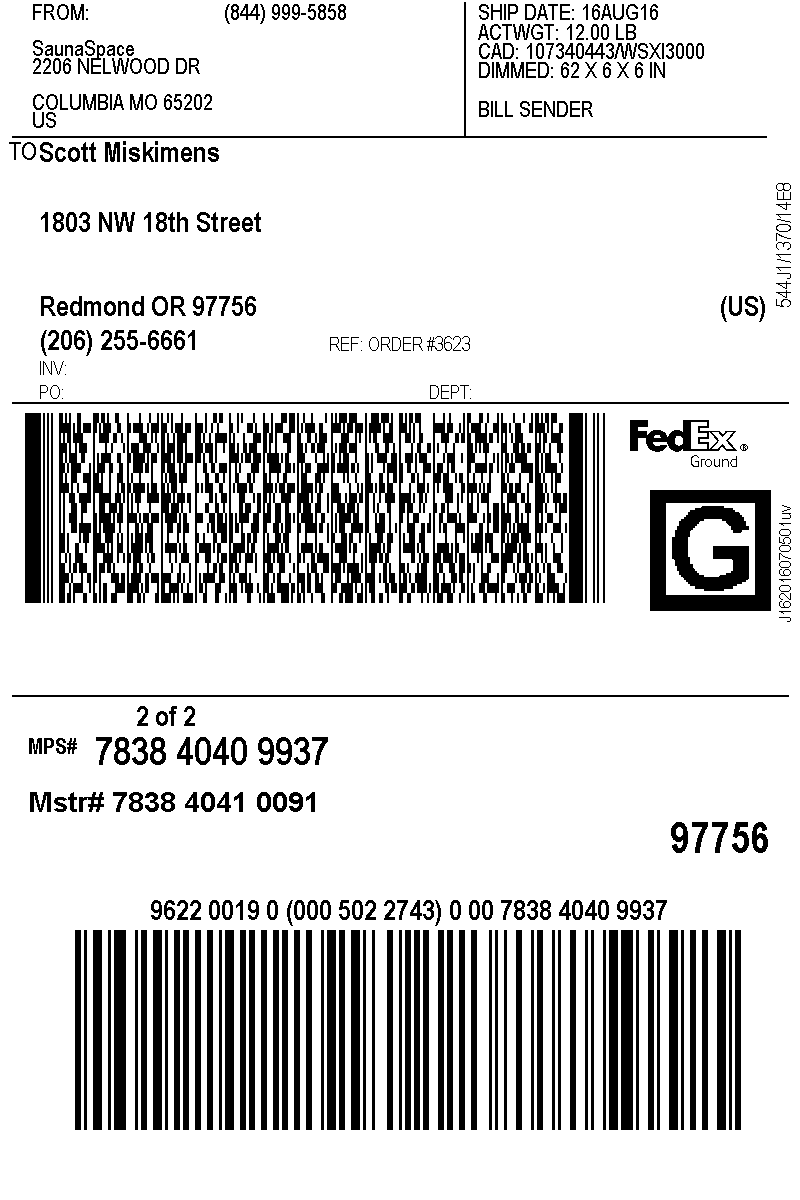 FROM: (844) 999-5858
SaunaSpace
2206 NELWOOD DR
COLUMBIA MO 65202
US
SHIP DATE: 16AUG16
ACTWGT: 12.00 LB
CAD: 107340443/WSXI3000
DIMMED: 62 X 6 X 6 IN
BILL SENDER
TO Scott Miskimens
1803 NW 18th Street
Redmond OR 97756 (US)
(206) 255-6661 REF: ORDER #3623
INV:
PO: DEPT:
544J1/1370/14E8
FedEx ®
Ground
G
J162016070501uv
2 of 2
MPS# 7838 4040 9937
Mstr# 7838 4041 0091
97756
9622 0019 0 (000 502 2743) 0 00 7838 4040 9937